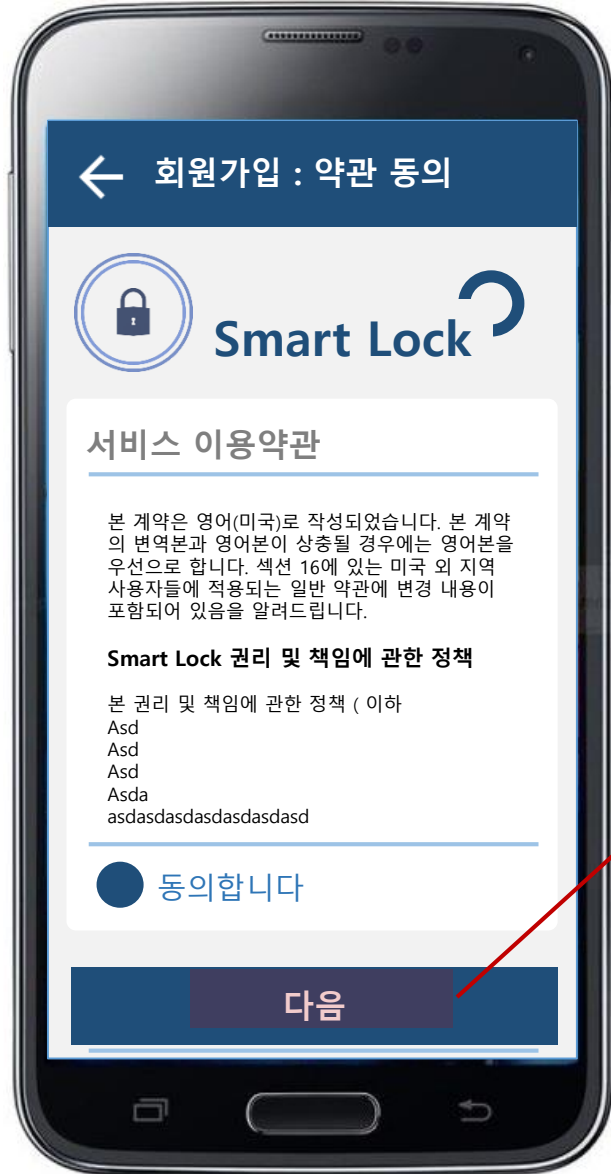 회원가입 : 약관 동의
Smart Lock
서비스 이용약관
본 계약은 영어(미국)로 작성되었습니다. 본 계약
의 변역본과 영어본이 상충될 경우에는 영어본을
우선으로 합니다. 섹션 16에 있는 미국 외 지역
사용자들에 적용되는 일반 약관에 변경 내용이
포함되어 있음을 알려드립니다.
Smart Lock 권리 및 책임에 관한 정책
본 권리 및 책임에 관한 정책 ( 이하
Asd
Asd
Asd
Asda
asdasdasdasdasdasdasd
동의합니다
다음